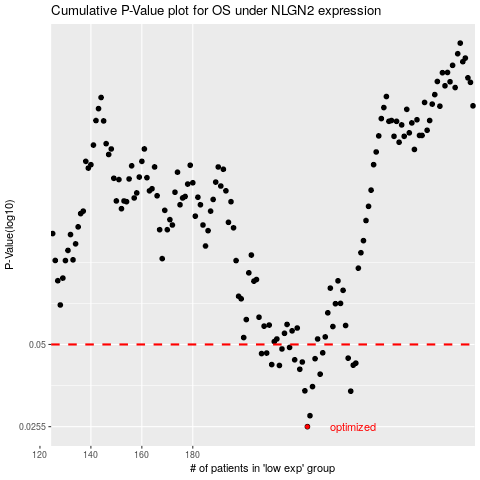 Cumulative P-Value plot for OS under NLGN2 expression
P-Value(log10)
0.05
0.0255
optimized
120 140 160 180
# of patients in 'low exp' group